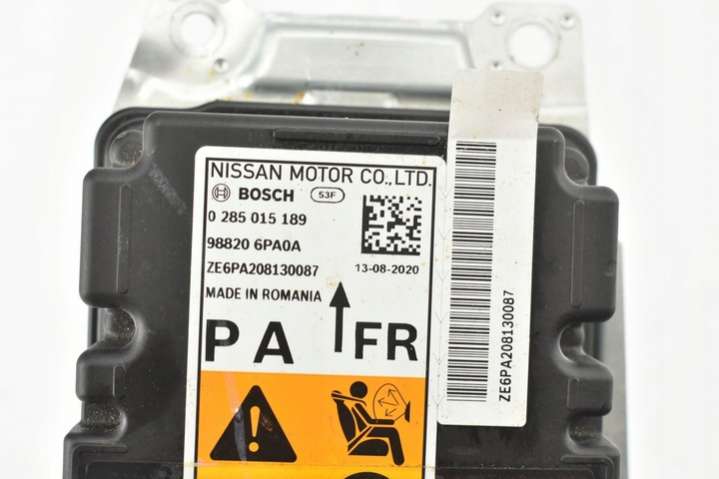 NISSAN MOTOR CO.,LTD.
BOSCH 53F
0 285 015 189
98820 6PA0A
ZE6PA208130087 13-08-2020
MADE IN ROMANIA
PA FR
ZE6PA208130087